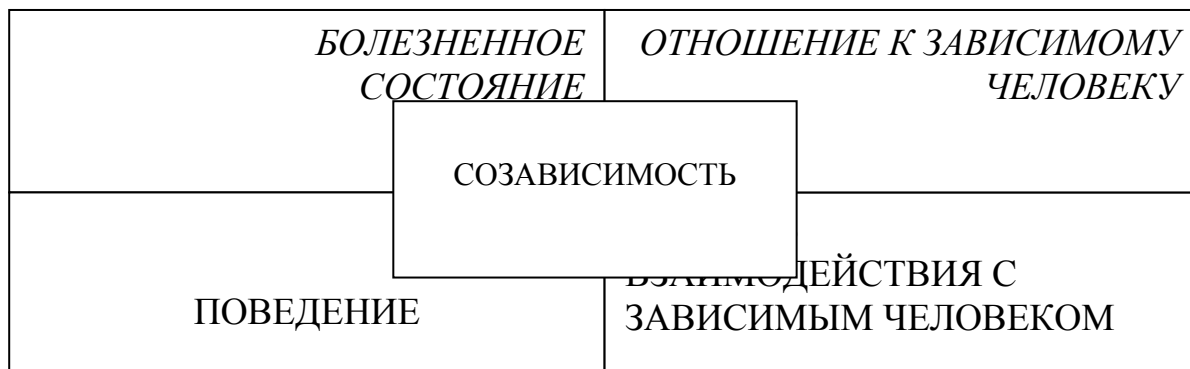 БОЛЕЗНЕННОЕ
СОСТОЯНИЕ
ОТНОШЕНИЕ К ЗАВИСИМОМУ
ЧЕЛОВЕКУ
СОЗАВИСИМОСТЬ
ПОВЕДЕНИЕ
ВЗАИМОДЕЙСТВИЯ С
ЗАВИСИМЫМ ЧЕЛОВЕКОМ